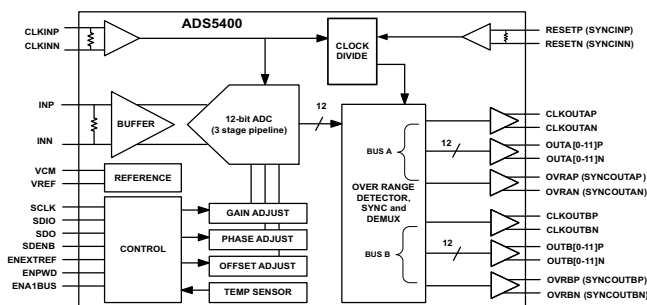 ADS5400
CLKINP
CLKINN
CLOCK
DIVIDE
RESETP (SYNCINP)
RESETN (SYNCINN)
INP
INN
BUFFER
12-bit ADC
(3 stage pipeline)
12
BUS A
OVER RANGE
DETECTOR,
SYNC and
DEMUX
BUS B
12
12
CLKOUTAP
CLKOUTAN
OUTA[0-11]P
OUTA[0-11]N
OVRAP (SYNCOUTAP)
OVRAN (SYNCOUTAN)
CLKOUTBP
CLKOUTBN
OUTB[0-11]P
OUTB[0-11]N
OVRBP (SYNCOUTBP)
OVRBN (SYNCOUTBN)
VCM
VREF
REFERENCE
SCLK
SDIO
SDO
SDENB
ENEXTREF
ENPWD
ENA1BUS
CONTROL
GAIN ADJUST
PHASE ADJUST
OFFSET ADJUST
TEMP SENSOR